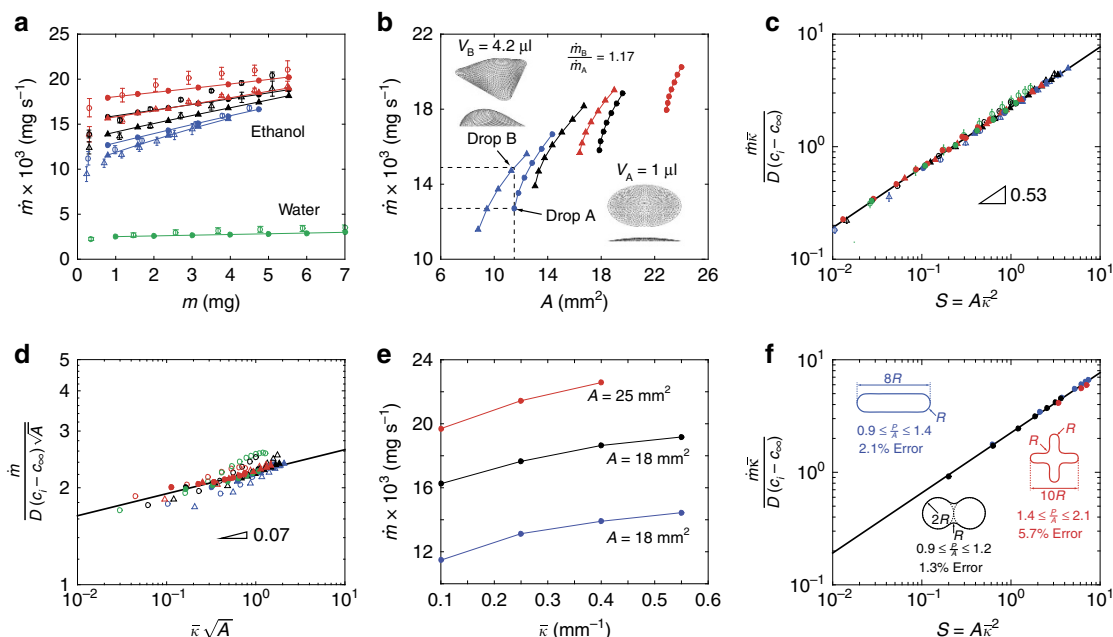 a
ṁ × 10³ (mg s⁻¹)
25
20
15
10
5
0
Ethanol
Water
0 1 2 3 4 5 6 7
m (mg)
b
ṁ × 10³ (mg s⁻¹)
22
18
14
10
V_B = 4.2 μl
ṁ_B/ṁ_A = 1.17
Drop B
V_A = 1 μl
Drop A
6 10 14 18 22 26
A (mm²)
c
ṁκ̄ / D (c_i − c_∞)
10¹
10⁰
10⁻¹
0.53
10⁻² 10⁻¹ 10⁰ 10¹
S = Aκ̄²
d
ṁ / D (c_i − c_∞) √A
5
4
3
2
1
0.07
10⁻² 10⁻¹ 10⁰ 10¹
κ̄ √A
e
ṁ × 10³ (mg s⁻¹)
24
22
20
16
12
10
A = 25 mm²
A = 18 mm²
A = 18 mm²
0.1 0.2 0.3 0.4 0.5 0.6
κ̄ (mm⁻¹)
f
ṁκ̄ / D (c_i − c_∞)
10¹
10⁰
10⁻¹
8R
R
0.9 ≤ p/A ≤ 1.4
2.1% Error
R R
10R
1.4 ≤ p/A ≤ 2.1
5.7% Error
2R
R
0.9 ≤ p/A ≤ 1.2
1.3% Error
10⁻² 10⁻¹ 10⁰ 10¹
S = Aκ̄²